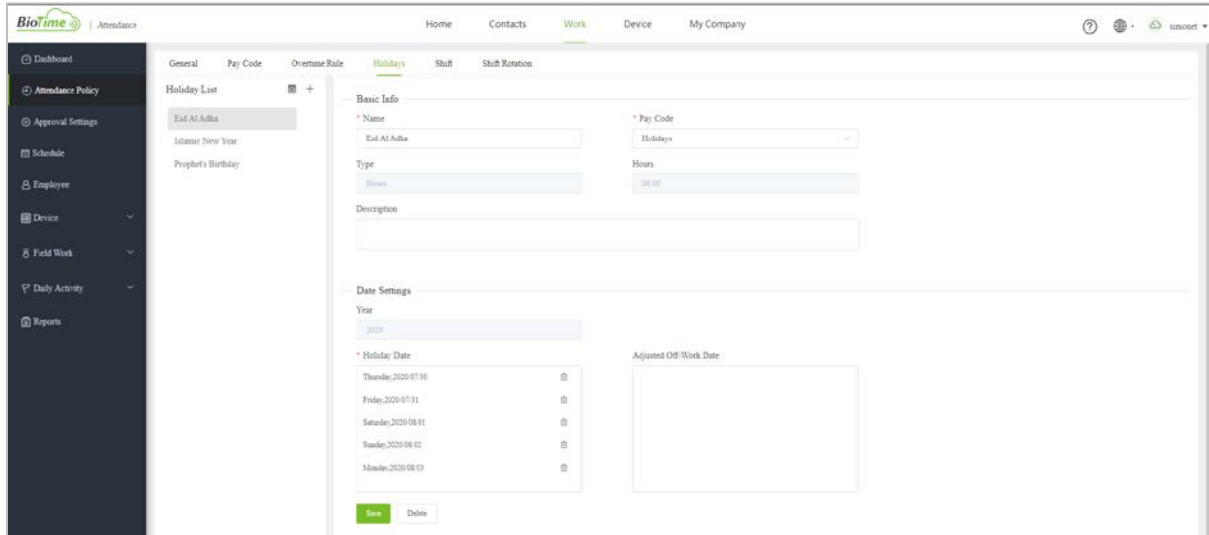 BioTime | Attendance
Home Contacts Work Device My Company
simonet
Dashboard
Attendance Policy
Approval Settings
Schedule
Employee
Device
Field Work
Daily Activity
Reports
General Pay Code Overtime Rule Holidays Shift Shift Rotation
Holiday List
Eid Al Adha
Islamic New Year
Prophet's Birthday
Basic Info
* Name * Pay Code
Eid Al Adha Holidays
Type Hours
Hours 08:00
Description
Date Settings
Year
2020
* Holiday Date Adjusted Off-Work Date
Thursday,2020/07/30
Friday,2020/07/31
Saturday,2020/08/01
Sunday,2020/08/02
Monday,2020/08/03
Save Delete